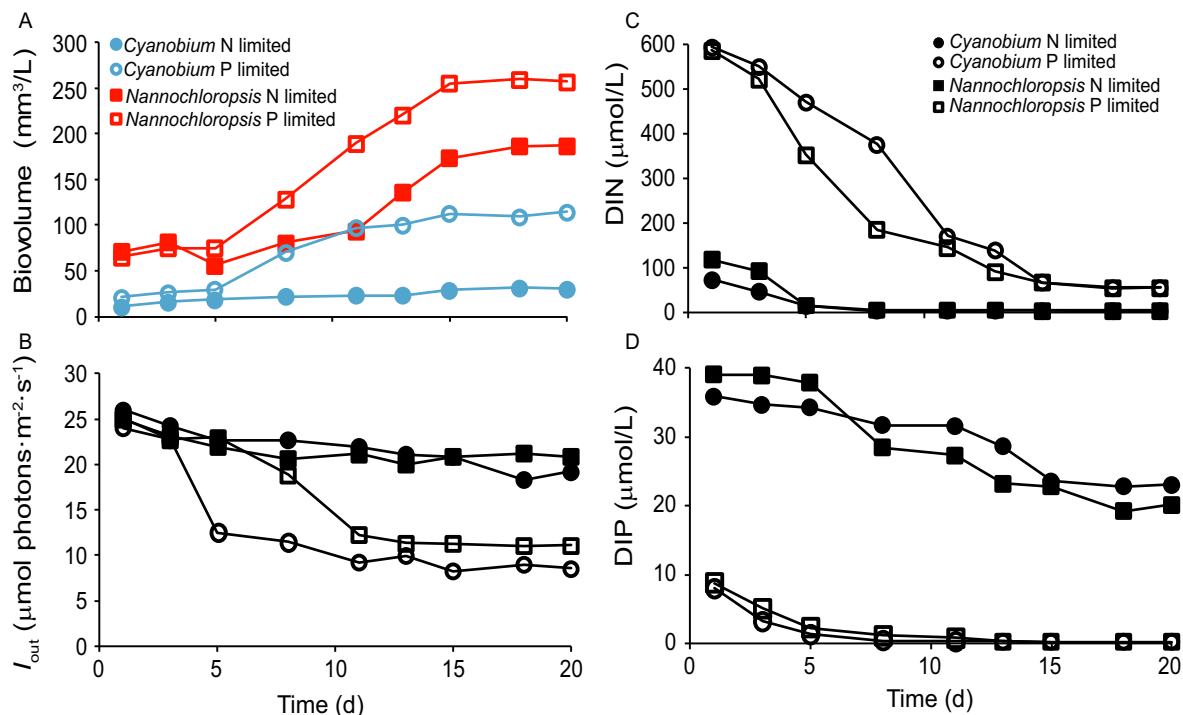 A
Biovolume (mm³/L)
300
250
200
150
100
50
0
Cyanobium N limited
Cyanobium P limited
Nannochloropsis N limited
Nannochloropsis P limited
B
I out (μmol photons·m⁻²·s⁻¹)
30
25
20
15
10
5
0
0 5 10 15 20
Time (d)
C
DIN (μmol/L)
600
500
400
300
200
100
0
Cyanobium N limited
Cyanobium P limited
Nannochloropsis N limited
Nannochloropsis P limited
D
DIP (μmol/L)
40
30
20
10
0
0 5 10 15 20
Time (d)